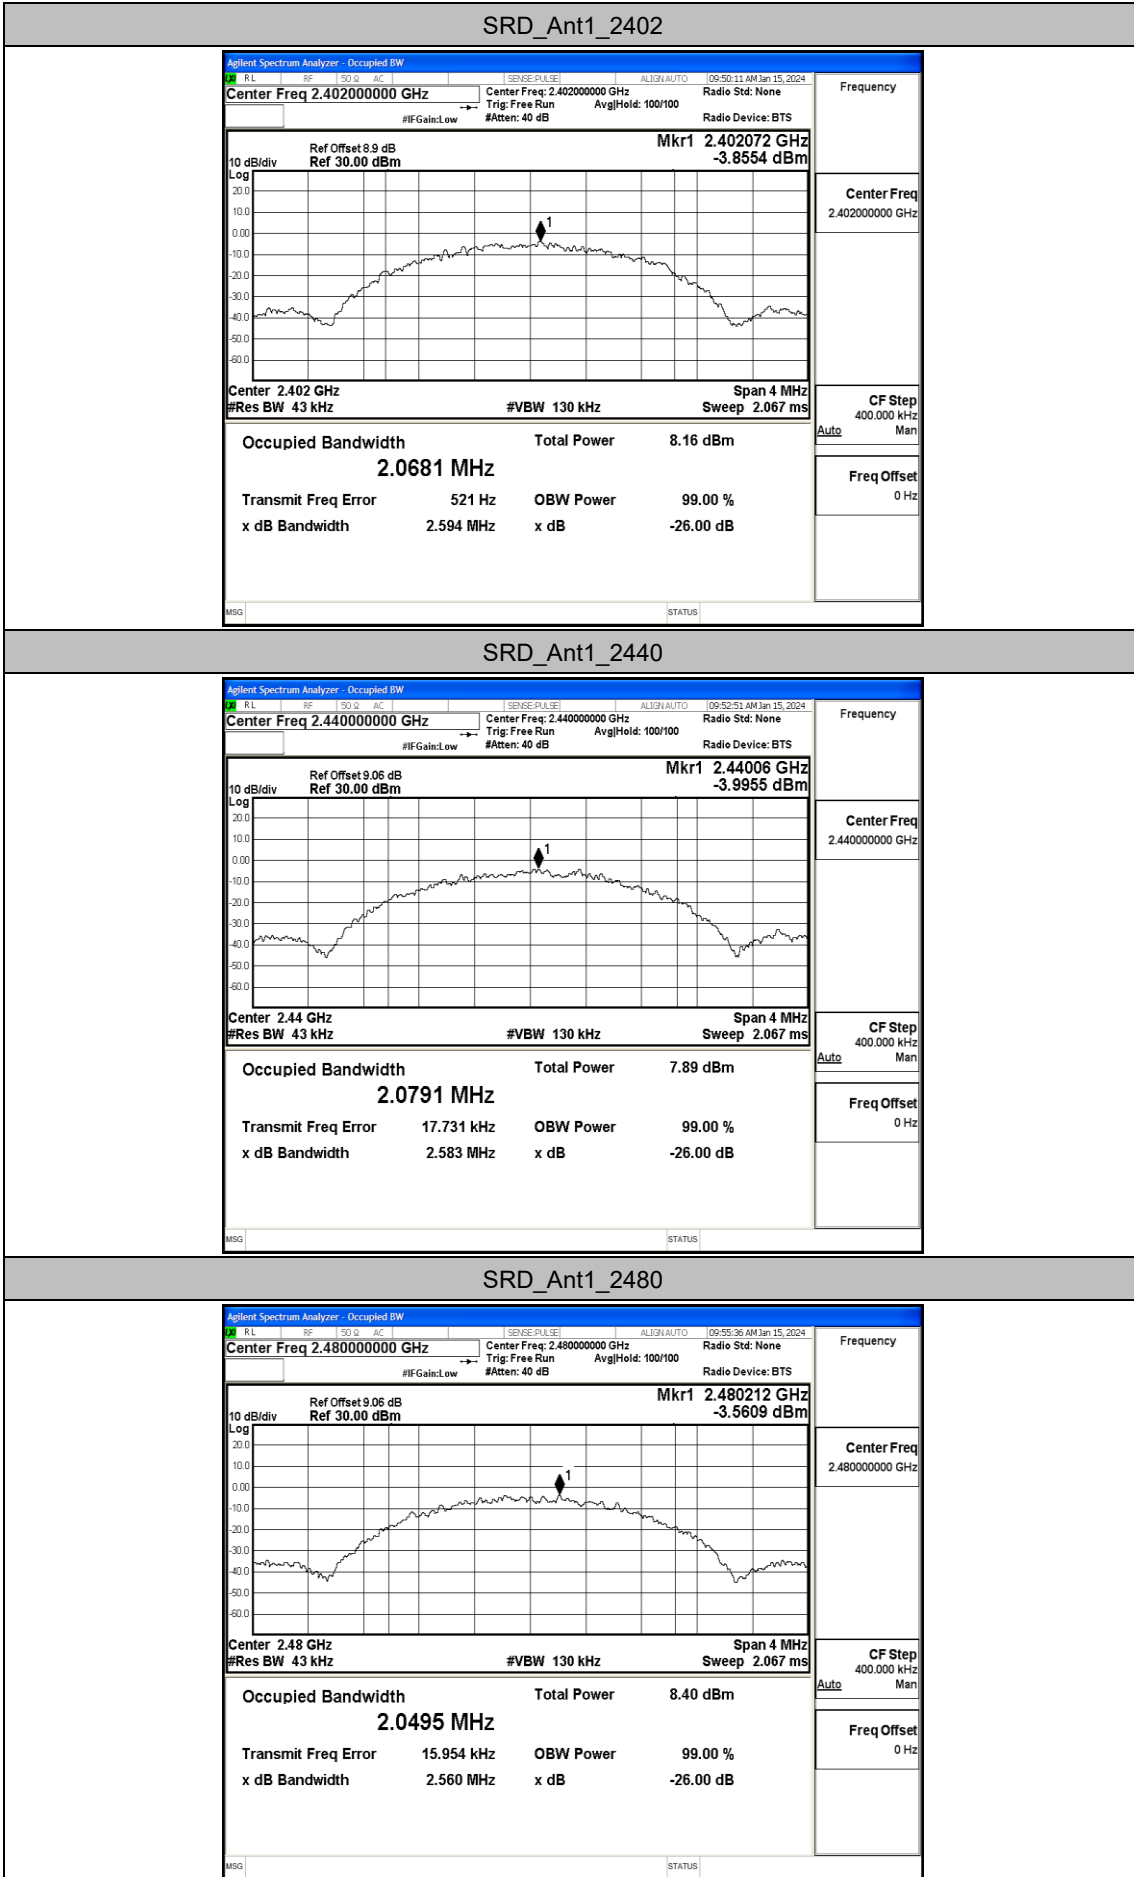 SRD_Ant1_2402
Agilent Spectrum Analyzer - Occupied BW
LXI RL RF 50 Ω AC SENSE:PULSE ALIGN AUTO 09:50:11 AM Jan 15, 2024
Center Freq 2.402000000 GHz Center Freq: 2.402000000 GHz Radio Std: None Frequency
Trig: Free Run Avg|Hold: 100/100
#IFGain:Low #Atten: 40 dB Radio Device: BTS
Mkr1 2.402072 GHz
Ref Offset 8.9 dB -3.8554 dBm
10 dB/div Ref 30.00 dBm
Log
20.0
10.0
0.00
-10.0
-20.0
-30.0
-40.0
-50.0
-60.0
1
Center Freq
2.402000000 GHz
Center 2.402 GHz Span 4 MHz
#Res BW 43 kHz #VBW 130 kHz Sweep 2.067 ms
CF Step
400.000 kHz
Auto Man
Occupied Bandwidth Total Power 8.16 dBm
2.0681 MHz
Transmit Freq Error 521 Hz OBW Power 99.00 %
x dB Bandwidth 2.594 MHz x dB -26.00 dB
Freq Offset
0 Hz
MSG STATUS
SRD_Ant1_2440
Agilent Spectrum Analyzer - Occupied BW
LXI RL RF 50 Ω AC SENSE:PULSE ALIGN AUTO 09:52:51 AM Jan 15, 2024
Center Freq 2.440000000 GHz Center Freq: 2.440000000 GHz Radio Std: None Frequency
Trig: Free Run Avg|Hold: 100/100
#IFGain:Low #Atten: 40 dB Radio Device: BTS
Mkr1 2.44006 GHz
Ref Offset 9.06 dB -3.9955 dBm
10 dB/div Ref 30.00 dBm
Log
20.0
10.0
0.00
-10.0
-20.0
-30.0
-40.0
-50.0
-60.0
1
Center Freq
2.440000000 GHz
Center 2.44 GHz Span 4 MHz
#Res BW 43 kHz #VBW 130 kHz Sweep 2.067 ms
CF Step
400.000 kHz
Auto Man
Occupied Bandwidth Total Power 7.89 dBm
2.0791 MHz
Transmit Freq Error 17.731 kHz OBW Power 99.00 %
x dB Bandwidth 2.583 MHz x dB -26.00 dB
Freq Offset
0 Hz
MSG STATUS
SRD_Ant1_2480
Agilent Spectrum Analyzer - Occupied BW
LXI RL RF 50 Ω AC SENSE:PULSE ALIGN AUTO 09:55:36 AM Jan 15, 2024
Center Freq 2.480000000 GHz Center Freq: 2.480000000 GHz Radio Std: None Frequency
Trig: Free Run Avg|Hold: 100/100
#IFGain:Low #Atten: 40 dB Radio Device: BTS
Mkr1 2.480212 GHz
Ref Offset 9.06 dB -3.5609 dBm
10 dB/div Ref 30.00 dBm
Log
20.0
10.0
0.00
-10.0
-20.0
-30.0
-40.0
-50.0
-60.0
1
Center Freq
2.480000000 GHz
Center 2.48 GHz Span 4 MHz
#Res BW 43 kHz #VBW 130 kHz Sweep 2.067 ms
CF Step
400.000 kHz
Auto Man
Occupied Bandwidth Total Power 8.40 dBm
2.0495 MHz
Transmit Freq Error 15.954 kHz OBW Power 99.00 %
x dB Bandwidth 2.560 MHz x dB -26.00 dB
Freq Offset
0 Hz
MSG STATUS